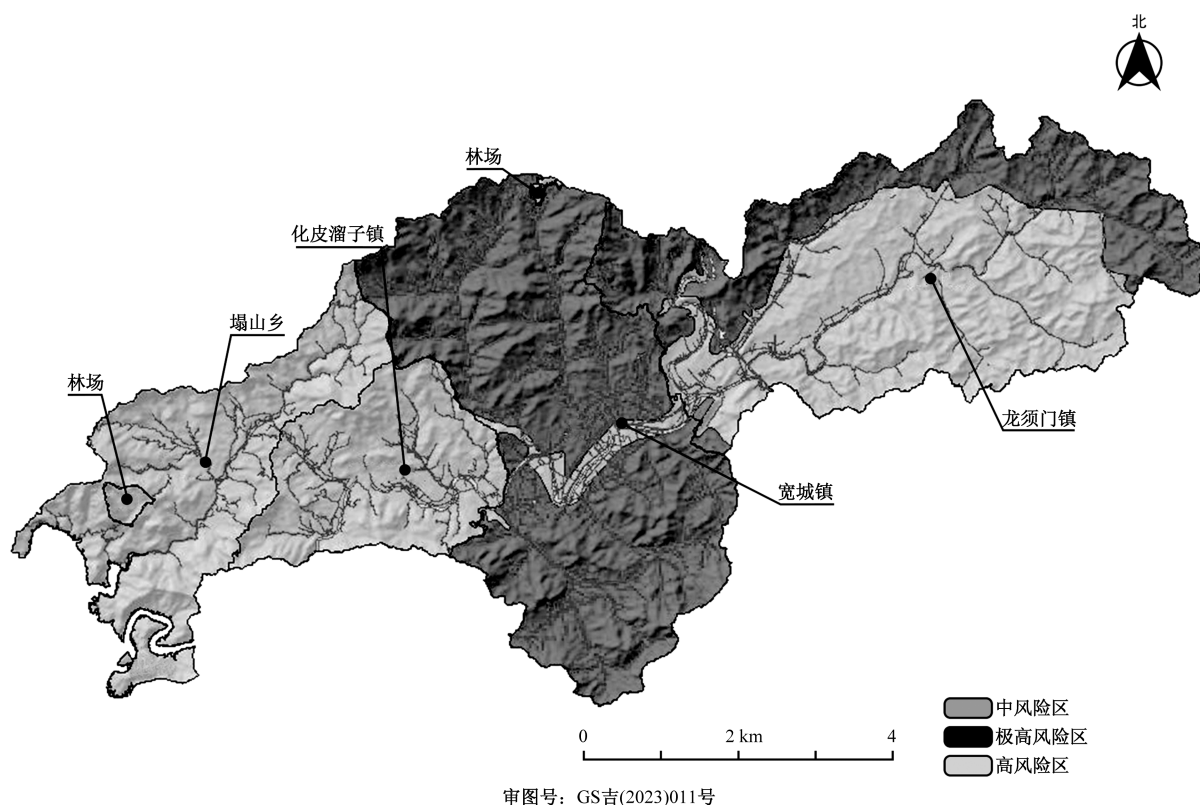 北
林场
化皮溜子镇
塌山乡
林场
龙须门镇
宽城镇
中风险区
极高风险区
高风险区
0 2 km 4
审图号：GS吉(2023)011号